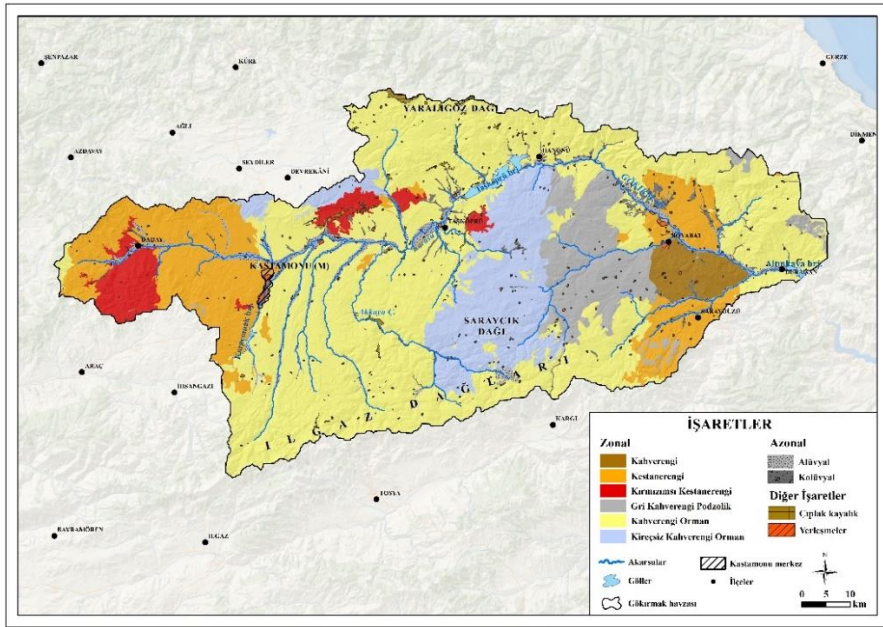 ŞENPAZAR
KÜRE
GERZE
AĞLI
DİKMEN
AZDAVAY
SEYDİLER
DEVREKÂNİ
YARALIGÖZ DAĞI
HANÖNÜ
TAŞKÖPRÜ
DADAY
KASTAMONU (M)
BOYABAT
DURAĞAN
SARAYDÜZÜ
SARAYCIK
DAĞI
ILGAZ DAĞLARI
ARAÇ
İHSANGAZİ
KARGI
TOSYA
BAYRAMÖREN
ILGAZ
İŞARETLER
Zonal
Kahverengi
Kestanerengi
Kırmızımsı Kestanerengi
Gri Kahverengi Podzolik
Kahverengi Orman
Kireçsiz Kahverengi Orman
Azonal
Alüvyal
Kolüvyal
Diğer İşaretler
Çıplak kayalık
Yerleşmeler
Akarsular
Göller
Gökırmak havzası
Kastamonu merkez
İlçeler
N
0 5 10
km